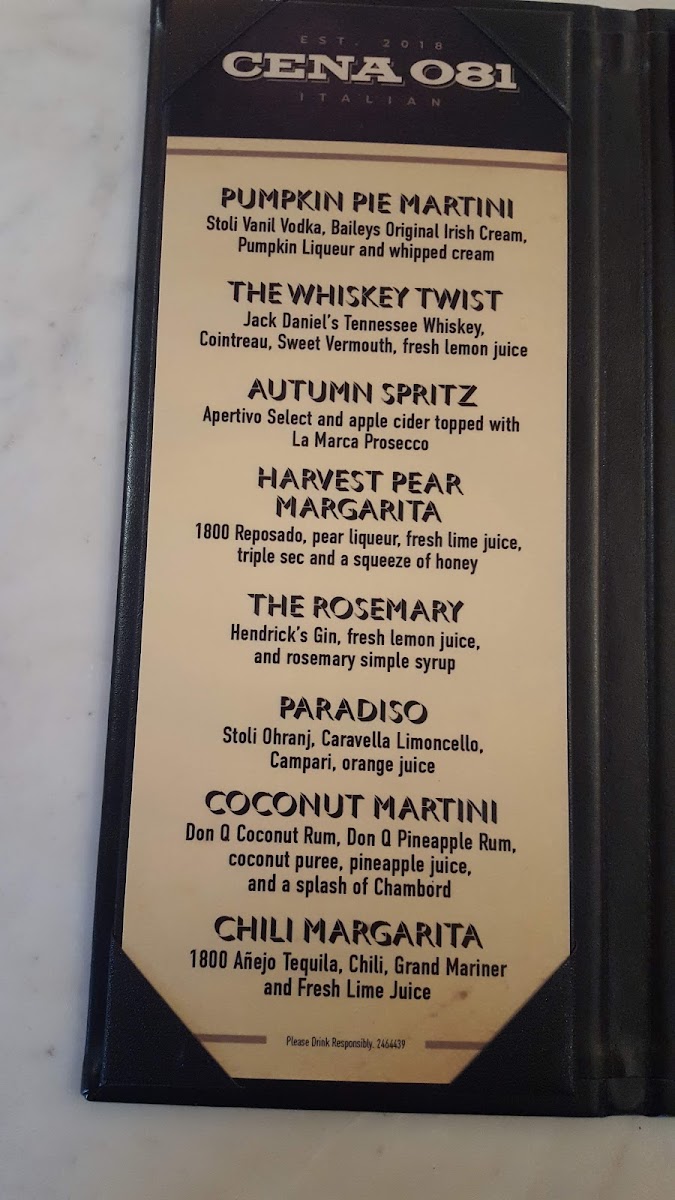 EST. 2018
CENA 081
ITALIAN
PUMPKIN PIE MARTINI
Stoli Vanil Vodka, Baileys Original Irish Cream,
Pumpkin Liqueur and whipped cream
THE WHISKEY TWIST
Jack Daniel's Tennessee Whiskey,
Cointreau, Sweet Vermouth, fresh lemon juice
AUTUMN SPRITZ
Apertivo Select and apple cider topped with
La Marca Prosecco
HARVEST PEAR
MARGARITA
1800 Reposado, pear liqueur, fresh lime juice,
triple sec and a squeeze of honey
THE ROSEMARY
Hendrick's Gin, fresh lemon juice,
and rosemary simple syrup
PARADISO
Stoli Ohranj, Caravella Limoncello,
Campari, orange juice
COCONUT MARTINI
Don Q Coconut Rum, Don Q Pineapple Rum,
coconut puree, pineapple juice,
and a splash of Chambord
CHILI MARGARITA
1800 Añejo Tequila, Chili, Grand Mariner
and Fresh Lime Juice
Please Drink Responsibly. 2464439